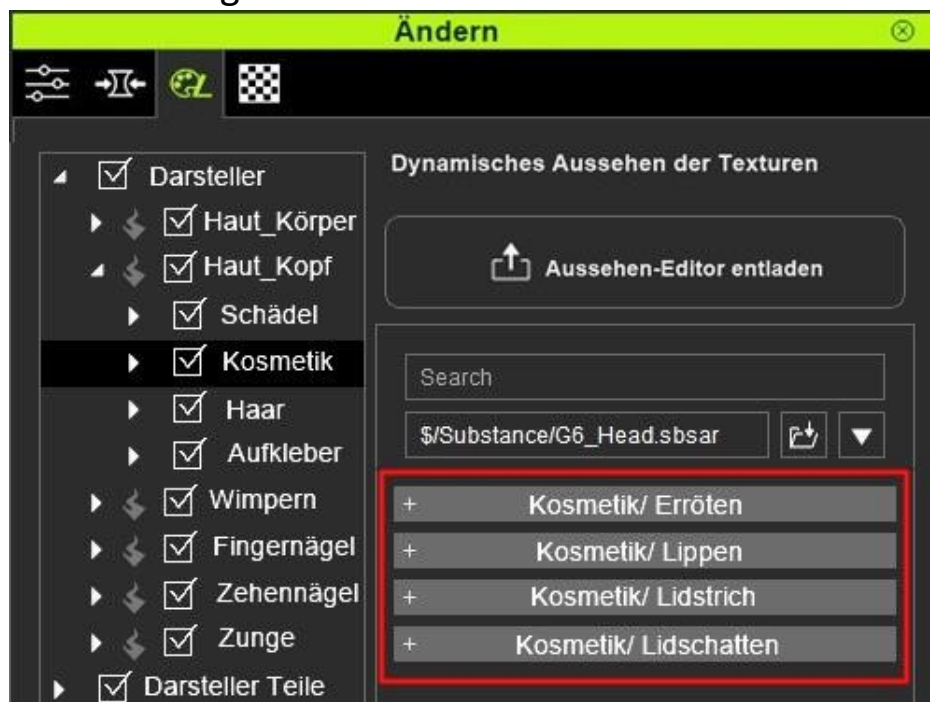 Ändern
Darsteller
Haut_Körper
Haut_Kopf
Schädel
Kosmetik
Haar
Aufkleber
Wimpern
Fingernägel
Zehennägel
Zunge
Darsteller Teile
Dynamisches Aussehen der Texturen
Aussehen-Editor entladen
Search
$/Substance/G6_Head.sbsar
+ Kosmetik/ Erröten
+ Kosmetik/ Lippen
+ Kosmetik/ Lidstrich
+ Kosmetik/ Lidschatten